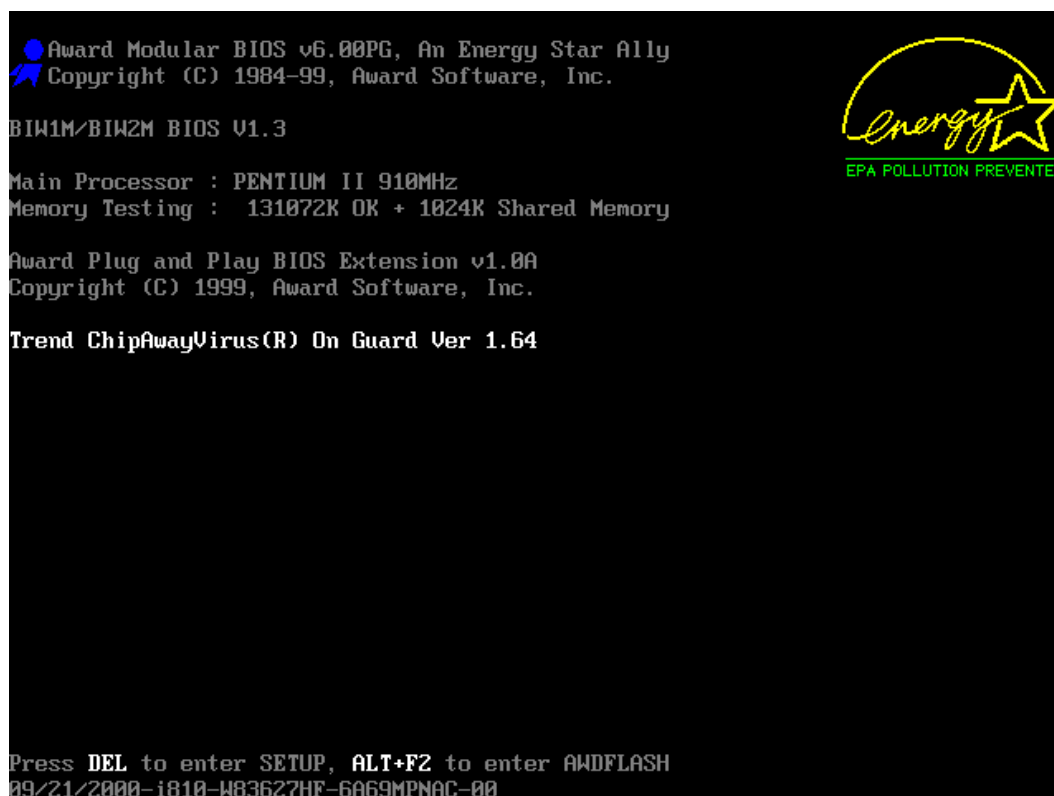 Award Modular BIOS v6.00PG, An Energy Star Ally
Copyright (C) 1984-99, Award Software, Inc.
energy
EPA POLLUTION PREVENTE
BIW1M/BIW2M BIOS V1.3
Main Processor : PENTIUM II 910MHz
Memory Testing :  131072K OK + 1024K Shared Memory
Award Plug and Play BIOS Extension v1.0A
Copyright (C) 1999, Award Software, Inc.
Trend ChipAwayVirus(R) On Guard Ver 1.64
Press DEL to enter SETUP, ALT+F2 to enter AWDFLASH
09/21/2000-i810-W83627HF-6A69MPNAC-00